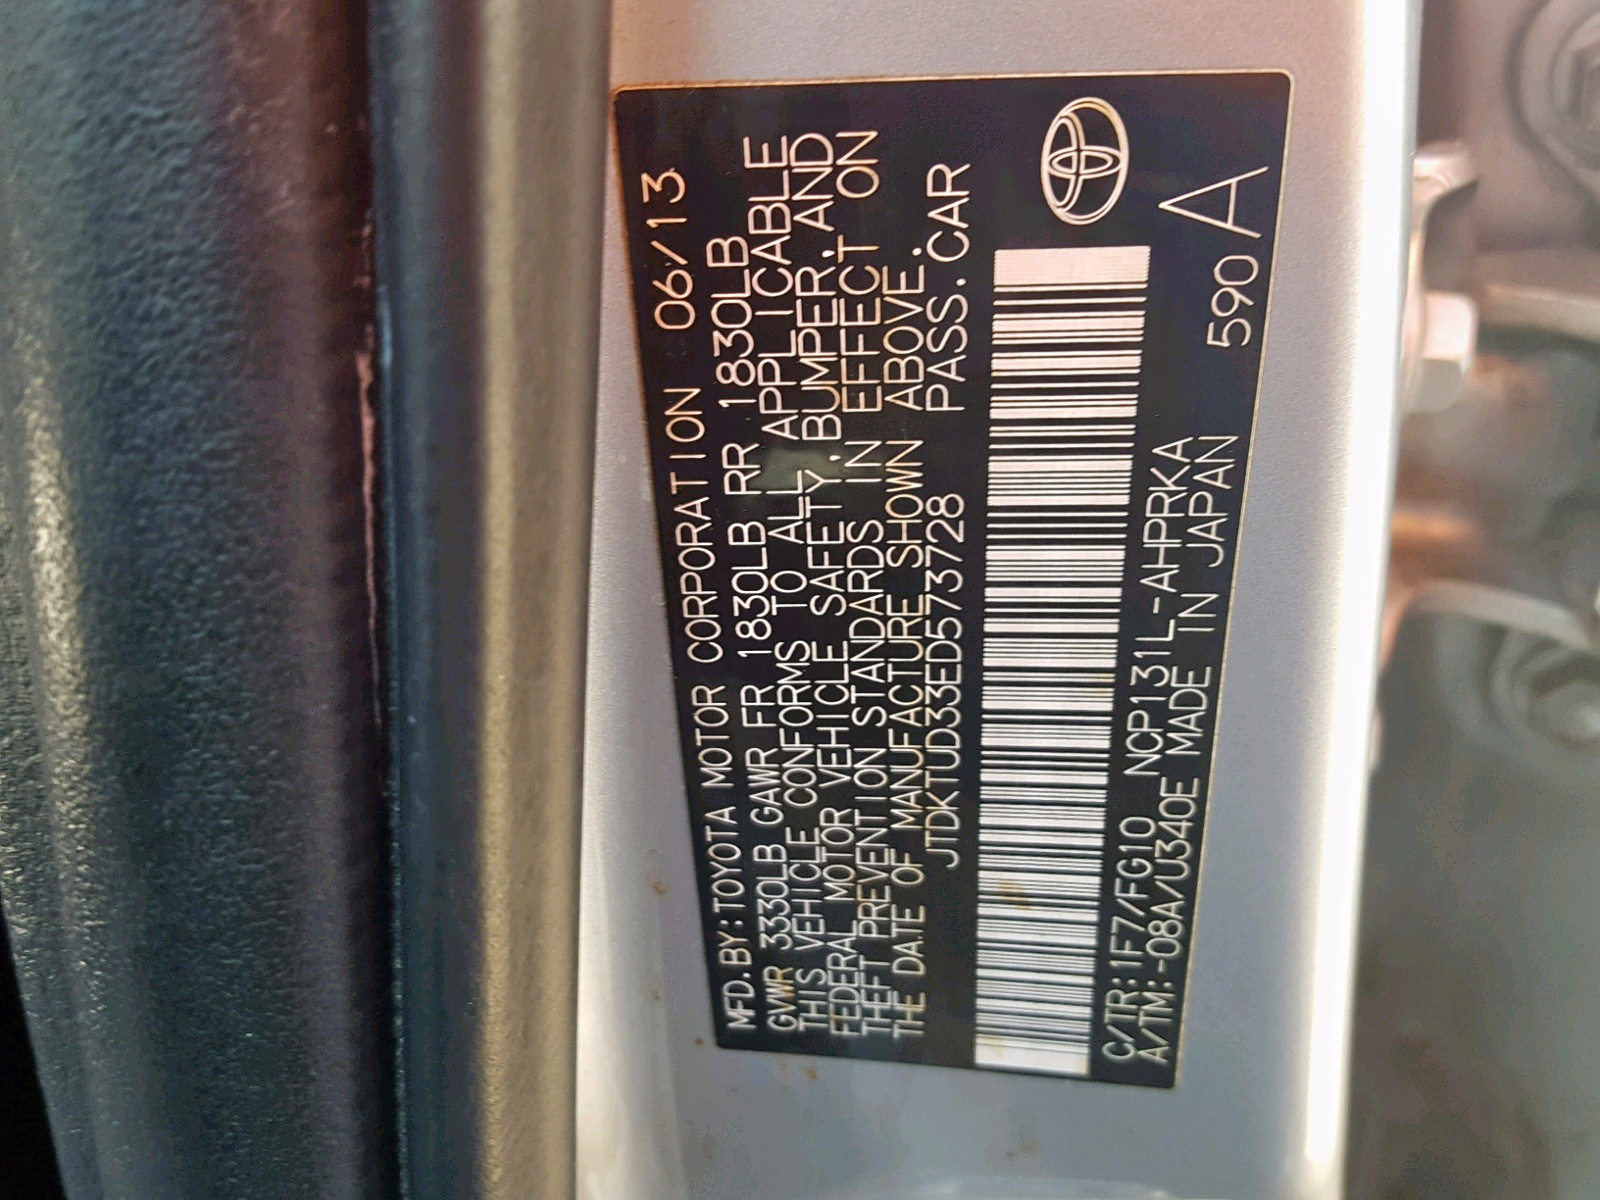 MFD.BY:TOYOTA MOTOR CORPORATION 06/13
GVWR 3330LB GAWR FR 1830LB RR 1830LB
THIS VEHICLE CONFORMS TO ALL APPLICABLE
FEDERAL MOTOR VEHICLE SAFETY,BUMPER,AND
THEFT PREVENTION STANDARDS IN EFFECT ON
THE DATE OF MANUFACTURE SHOWN ABOVE.
JTDKTUD33ED573728 PASS.CAR
C/TR:1F7/FG10 NCP131L-AHPRKA
A/TM:-08A/U340E MADE IN JAPAN 590A